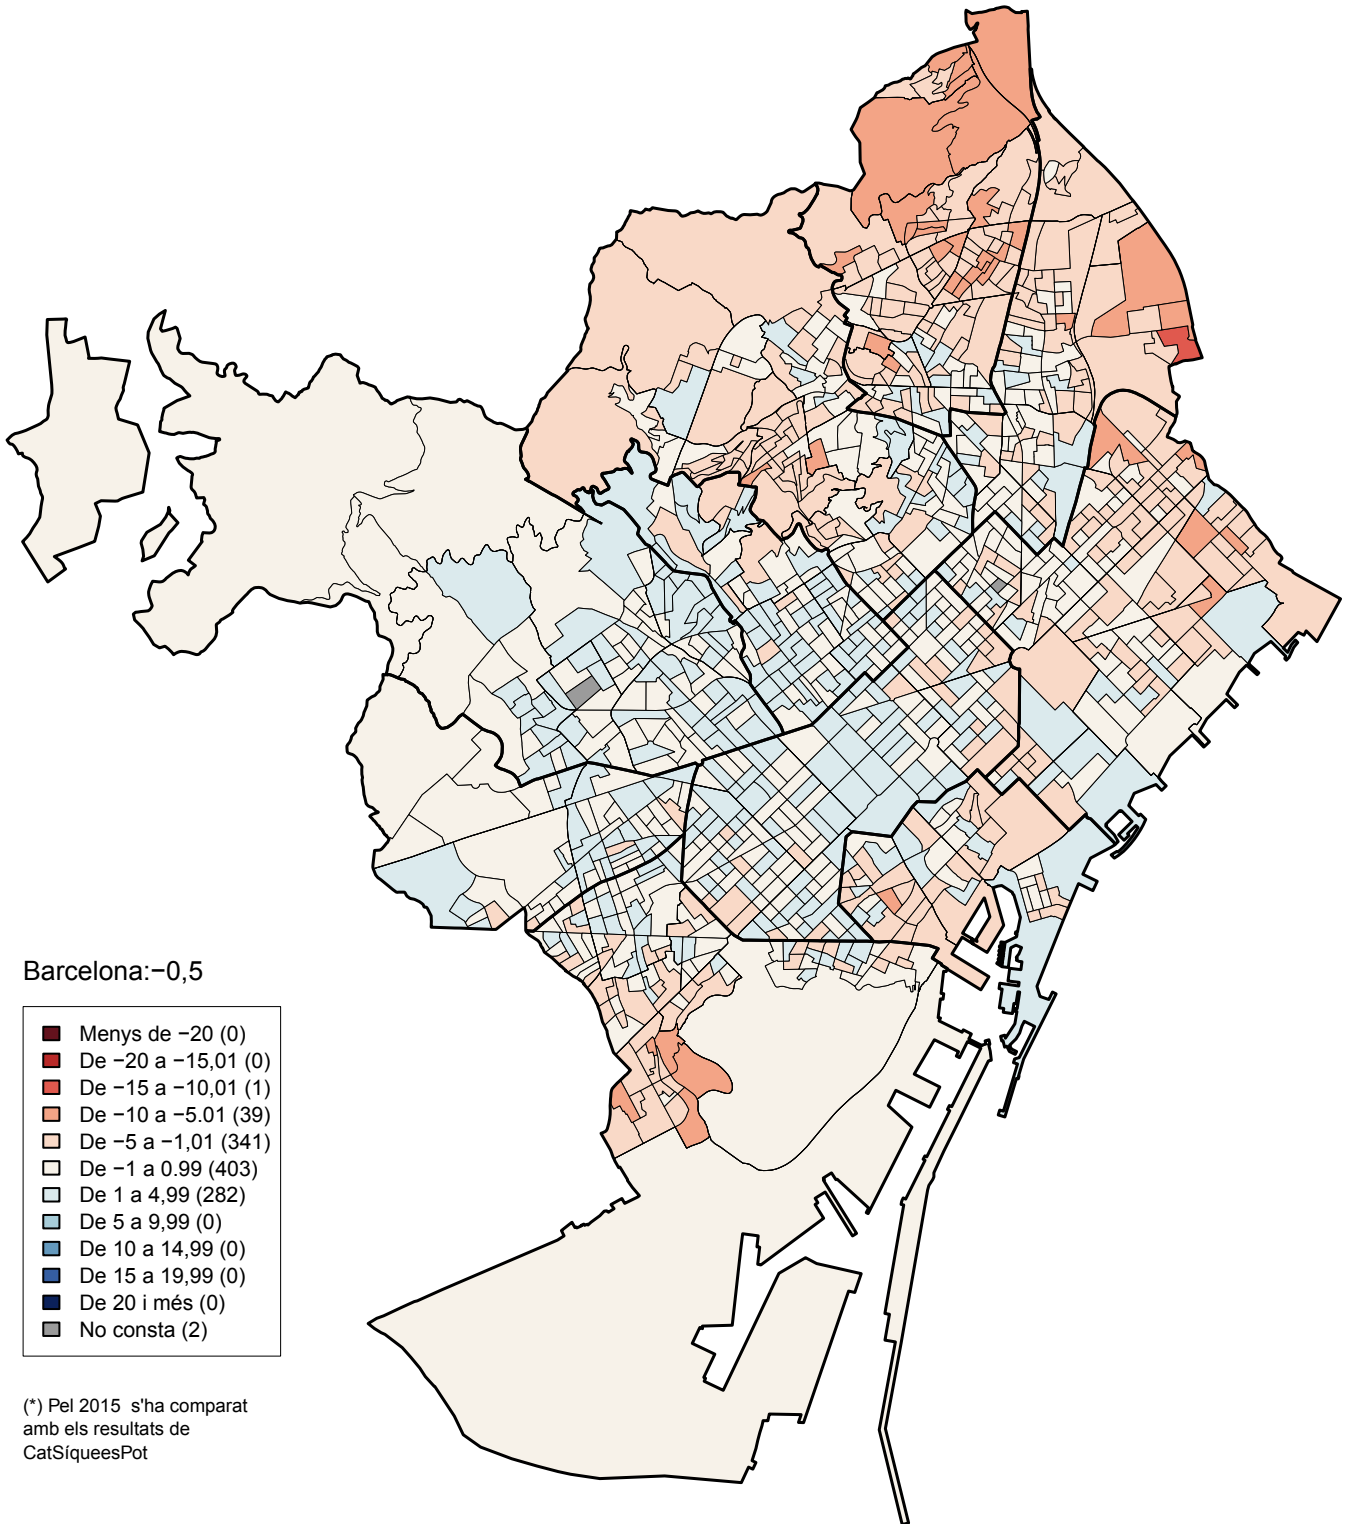 Barcelona:−0,5
Menys de −20 (0)
De −20 a −15,01 (0)
De −15 a −10,01 (1)
De −10 a −5.01 (39)
De −5 a −1,01 (341)
De −1 a 0.99 (403)
De 1 a 4,99 (282)
De 5 a 9,99 (0)
De 10 a 14,99 (0)
De 15 a 19,99 (0)
De 20 i més (0)
No consta (2)
(*) Pel 2015 s'ha comparat
amb els resultats de
CatSíqueesPot